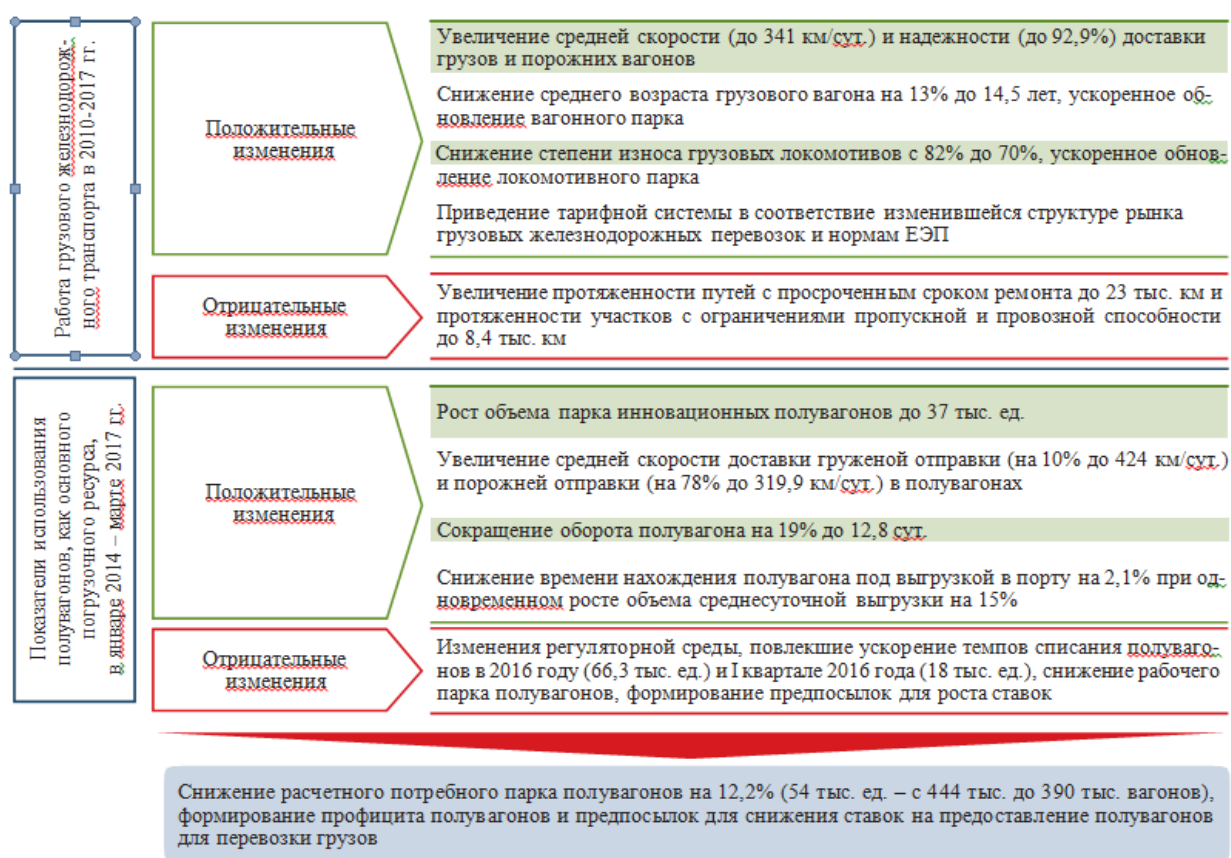 Работа грузового железнодорож-
ного транспорта в 2010-2017 гг.
Положительные
изменения
Увеличение средней скорости (до 341 км/сут.) и надежности (до 92,9%) доставки
грузов и порожних вагонов
Снижение среднего возраста грузового вагона на 13% до 14,5 лет, ускоренное об-
новление вагонного парка
Снижение степени износа грузовых локомотивов с 82% до 70%, ускоренное обнов-
ление локомотивного парка
Приведение тарифной системы в соответствие изменившейся структуре рынка
грузовых железнодорожных перевозок и нормам ЕЭП
Отрицательные
изменения
Увеличение протяженности путей с просроченным сроком ремонта до 23 тыс. км и
протяженности участков с ограничениями пропускной и провозной способности
до 8,4 тыс. км
Показатели использования
полувагонов, как основного
погрузочного ресурса,
в январе 2014 – марте 2017 гг.
Положительные
изменения
Рост объема парка инновационных полувагонов до 37 тыс. ед.
Увеличение средней скорости доставки груженой отправки (на 10% до 424 км/сут.)
и порожней отправки (на 78% до 319,9 км/сут.) в полувагонах
Сокращение оборота полувагона на 19% до 12,8 сут.
Снижение времени нахождения полувагона под выгрузкой в порту на 2,1% при од-
новременном росте объема среднесуточной выгрузки на 15%
Отрицательные
изменения
Изменения регуляторной среды, повлекшие ускорение темпов списания полуваго-
нов в 2016 году (66,3 тыс. ед.) и I квартале 2016 года (18 тыс. ед.), снижение рабочего
парка полувагонов, формирование предпосылок для роста ставок
Снижение расчетного потребного парка полувагонов на 12,2% (54 тыс. ед. – с 444 тыс. до 390 тыс. вагонов),
формирование профицита полувагонов и предпосылок для снижения ставок на предоставление полувагонов
для перевозки грузов